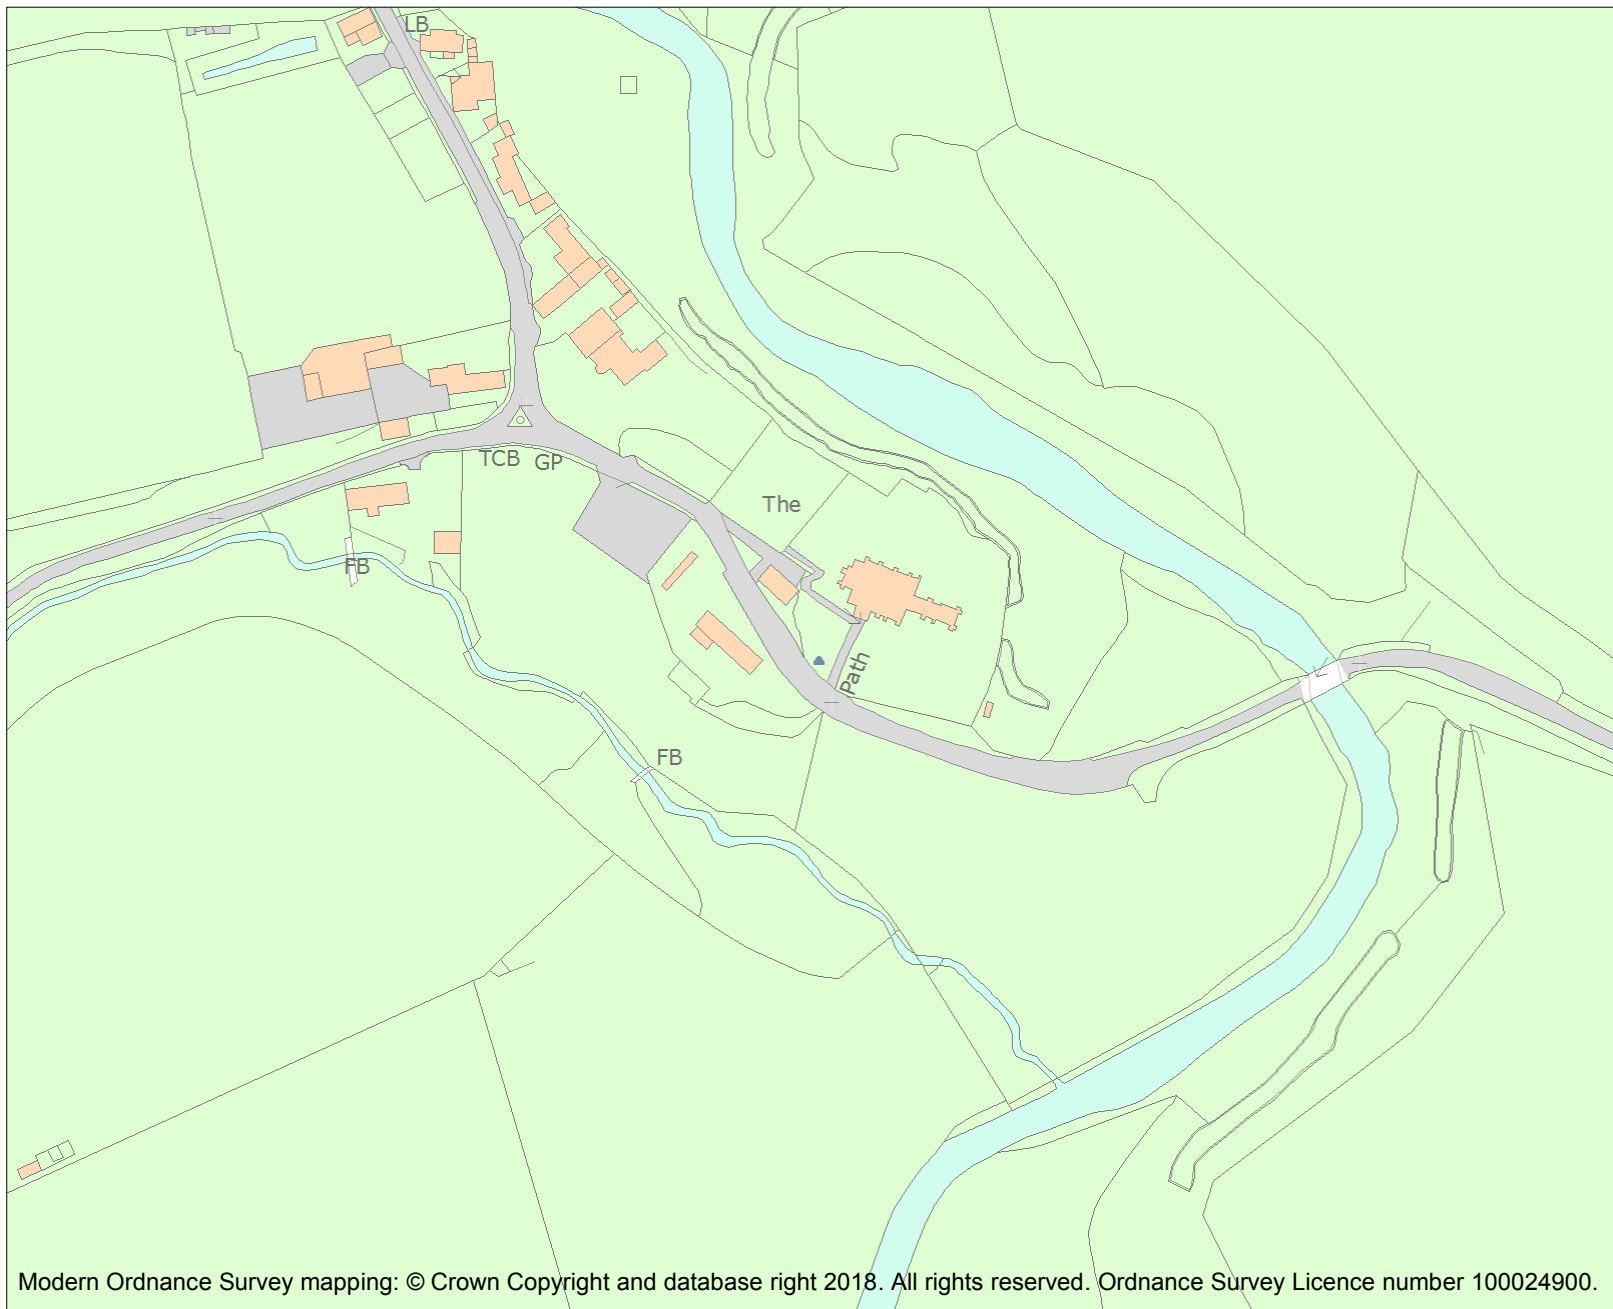 LB
TCB GP
The
FB
Path
FB
Modern Ordnance Survey mapping: © Crown Copyright and database right 2018. All rights reserved. Ordnance Survey Licence number 100024900.